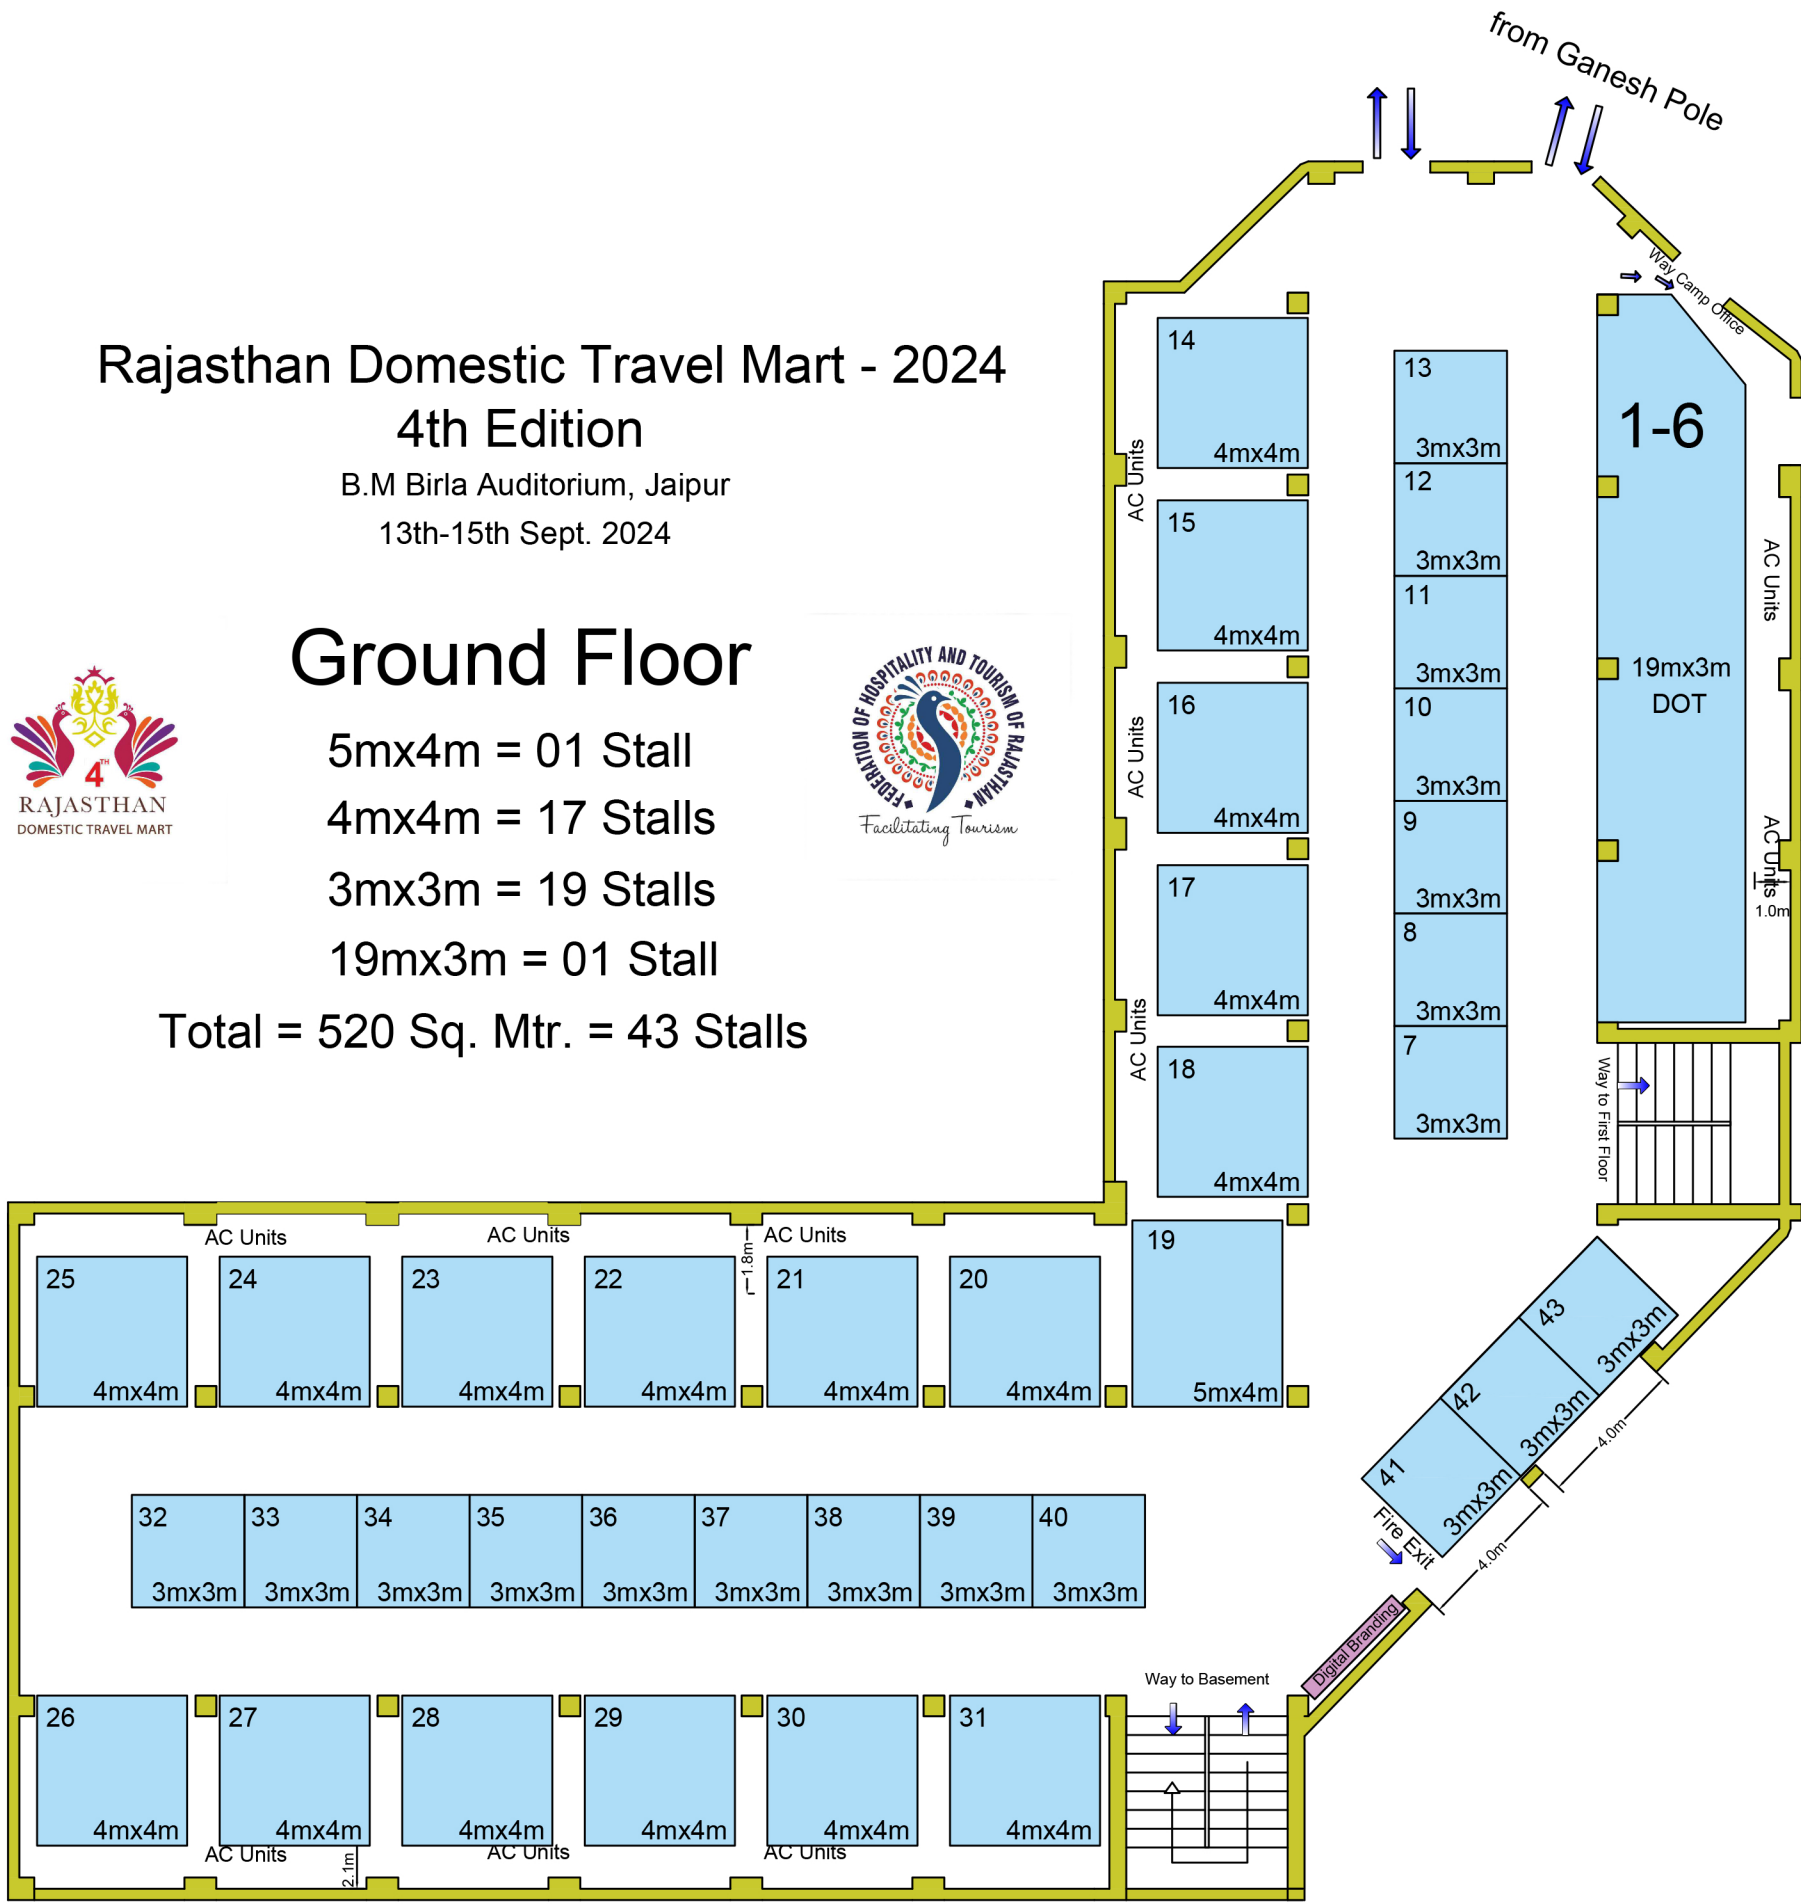 from Ganesh Pole
Way Camp Office
Rajasthan Domestic Travel Mart - 2024
4th Edition
B.M Birla Auditorium, Jaipur
13th-15th Sept. 2024
Ground Floor
5mx4m = 01 Stall
4mx4m = 17 Stalls
3mx3m = 19 Stalls
19mx3m = 01 Stall
Total = 520 Sq. Mtr. = 43 Stalls
4TH
RAJASTHAN
DOMESTIC TRAVEL MART
FEDERATION OF HOSPITALITY AND TOURISM OF RAJASTHAN
Facilitating Tourism
14
4mx4m
15
4mx4m
16
4mx4m
17
4mx4m
18
4mx4m
AC Units
AC Units
AC Units
13
3mx3m
12
3mx3m
11
3mx3m
10
3mx3m
9
3mx3m
8
3mx3m
7
3mx3m
1-6
19mx3m
DOT
AC Units
AC Units
1.0m
Way to First Floor
19
5mx4m
AC Units
AC Units
1.8m
AC Units
25
4mx4m
24
4mx4m
23
4mx4m
22
4mx4m
21
4mx4m
20
4mx4m
43
3mx3m
42
3mx3m
41
3mx3m
4.0m
4.0m
Fire Exit
Digital Branding
32
3mx3m
33
3mx3m
34
3mx3m
35
3mx3m
36
3mx3m
37
3mx3m
38
3mx3m
39
3mx3m
40
3mx3m
Way to Basement
26
4mx4m
27
4mx4m
28
4mx4m
29
4mx4m
30
4mx4m
31
4mx4m
AC Units
2.1m
AC Units
AC Units